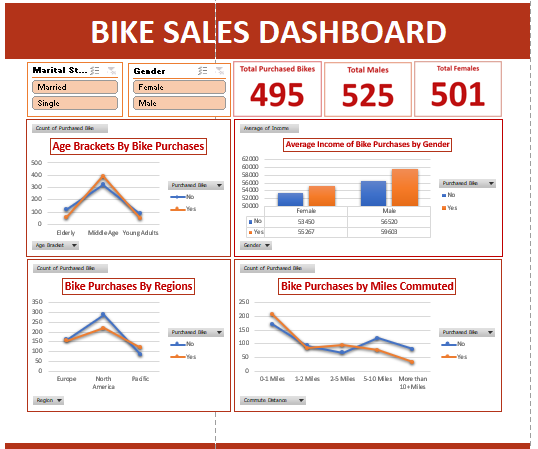 BIKE SALES DASHBOARD
Marital St...
Married
Single
Gender
Female
Male
Total Purchased Bikes
495
Total Males
525
Total Females
501
Count of Purchased Bike
Age Brackets By Bike Purchases
500
400
300
200
100
0
Elderly MiddleAge YoungAdults
Purchased Bike
No
Yes
Age Bracket
Average of Income
Average Income of Bike Purchases by Gender
62000
60000
58000
56000
54000
52000
50000
Female Male
No 53450 56520
Yes 55267 59603
Purchased Bike
No
Yes
Gender
Count of Purchased Bike
Bike Purchases By Regions
350
300
250
200
150
100
50
0
Europe North America Pacific
Purchased Bike
No
Yes
Region
Count of Purchased Bike
Bike Purchases by Miles Commuted
250
200
150
100
50
0
0-1 Miles 1-2 Miles 2-5 Miles 5-10 Miles More than
10+ Miles
Purchased Bike
No
Yes
Commute Distance